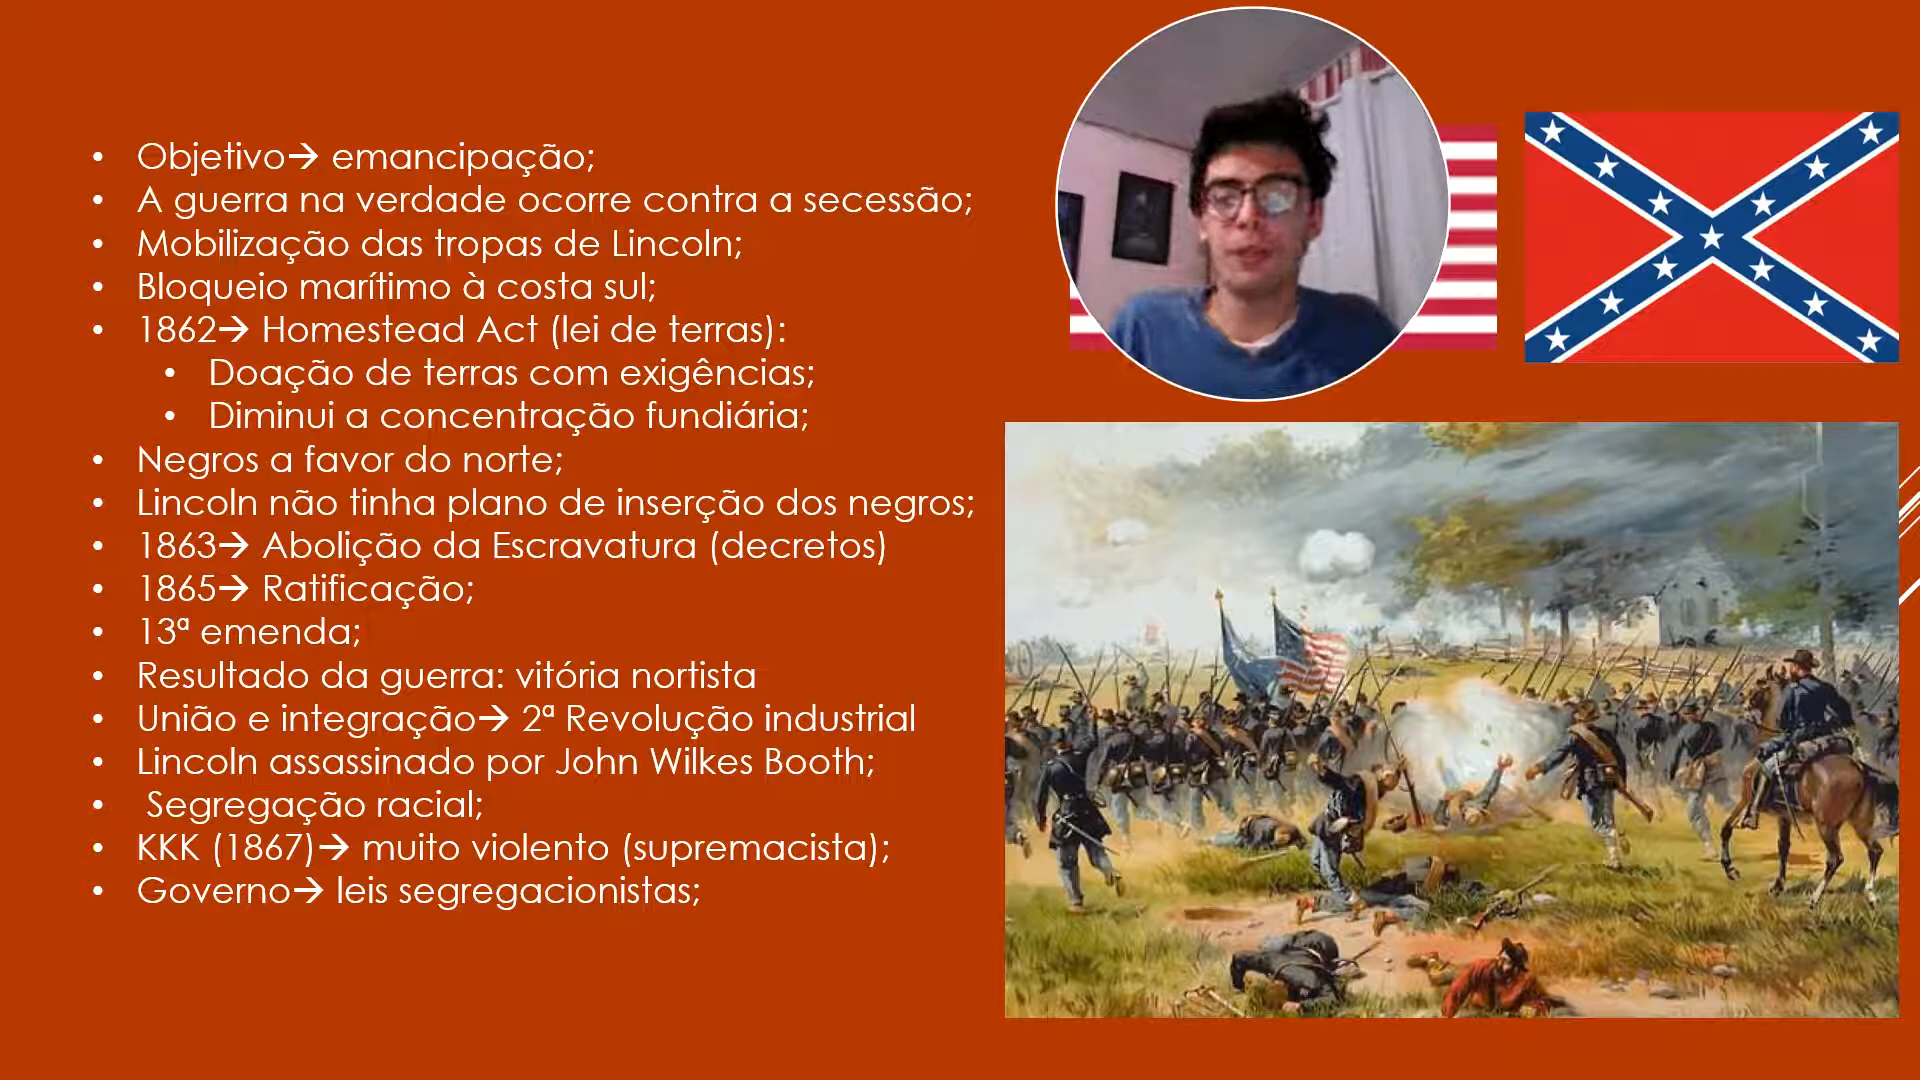 • Objetivo→ emancipação;
• A guerra na verdade ocorre contra a secessão;
• Mobilização das tropas de Lincoln;
• Bloqueio marítimo à costa sul;
• 1862→ Homestead Act (lei de terras):
• Doação de terras com exigências;
• Diminui a concentração fundiária;
• Negros a favor do norte;
• Lincoln não tinha plano de inserção dos negros;
• 1863→ Abolição da Escravatura (decretos)
• 1865→ Ratificação;
• 13ª emenda;
• Resultado da guerra: vitória nortista
• União e integração→ 2ª Revolução industrial
• Lincoln assassinado por John Wilkes Booth;
• Segregação racial;
• KKK (1867)→ muito violento (supremacista);
• Governo→ leis segregacionistas;